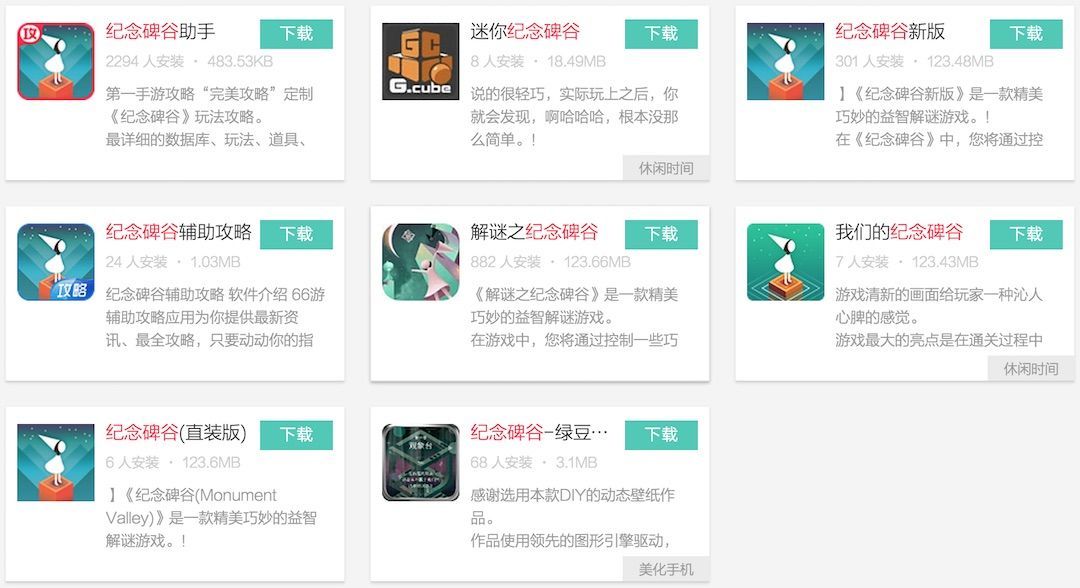 攻
纪念碑谷助手
下载
2294 人安装 · 483.53KB
第一手游攻略“完美攻略”定制
《纪念碑谷》玩法攻略。
最详细的数据库、玩法、道具、
GC
G.cube
迷你纪念碑谷
下载
8 人安装 · 18.49MB
说的很轻巧，实际玩上之后，你
就会发现，啊哈哈哈，根本没那
么简单。!
休闲时间
纪念碑谷新版
下载
301 人安装 · 123.48MB
】《纪念碑谷新版》是一款精美
巧妙的益智解谜游戏。!
在《纪念碑谷》中，您将通过控
攻略
纪念碑谷辅助攻略
下载
24 人安装 · 1.03MB
纪念碑谷辅助攻略 软件介绍 66游
辅助攻略应用为你提供最新资
讯、最全攻略，只要动动你的指
解谜之纪念碑谷
下载
882 人安装 · 123.66MB
《解谜之纪念碑谷》是一款精美
巧妙的益智解谜游戏。
在游戏中，您将通过控制一些巧
我们的纪念碑谷
下载
7 人安装 · 123.43MB
游戏清新的画面给玩家一种沁人
心脾的感觉。
游戏最大的亮点是在通关过程中
休闲时间
纪念碑谷(直装版)
下载
6 人安装 · 123.6MB
】《纪念碑谷(Monument
Valley)》是一款精美巧妙的益智
解谜游戏。!
观象台
纪念碑谷-绿豆…
下载
68 人安装 · 3.1MB
感谢选用本款DIY的动态壁纸作
品。
作品使用领先的图形引擎驱动，
美化手机